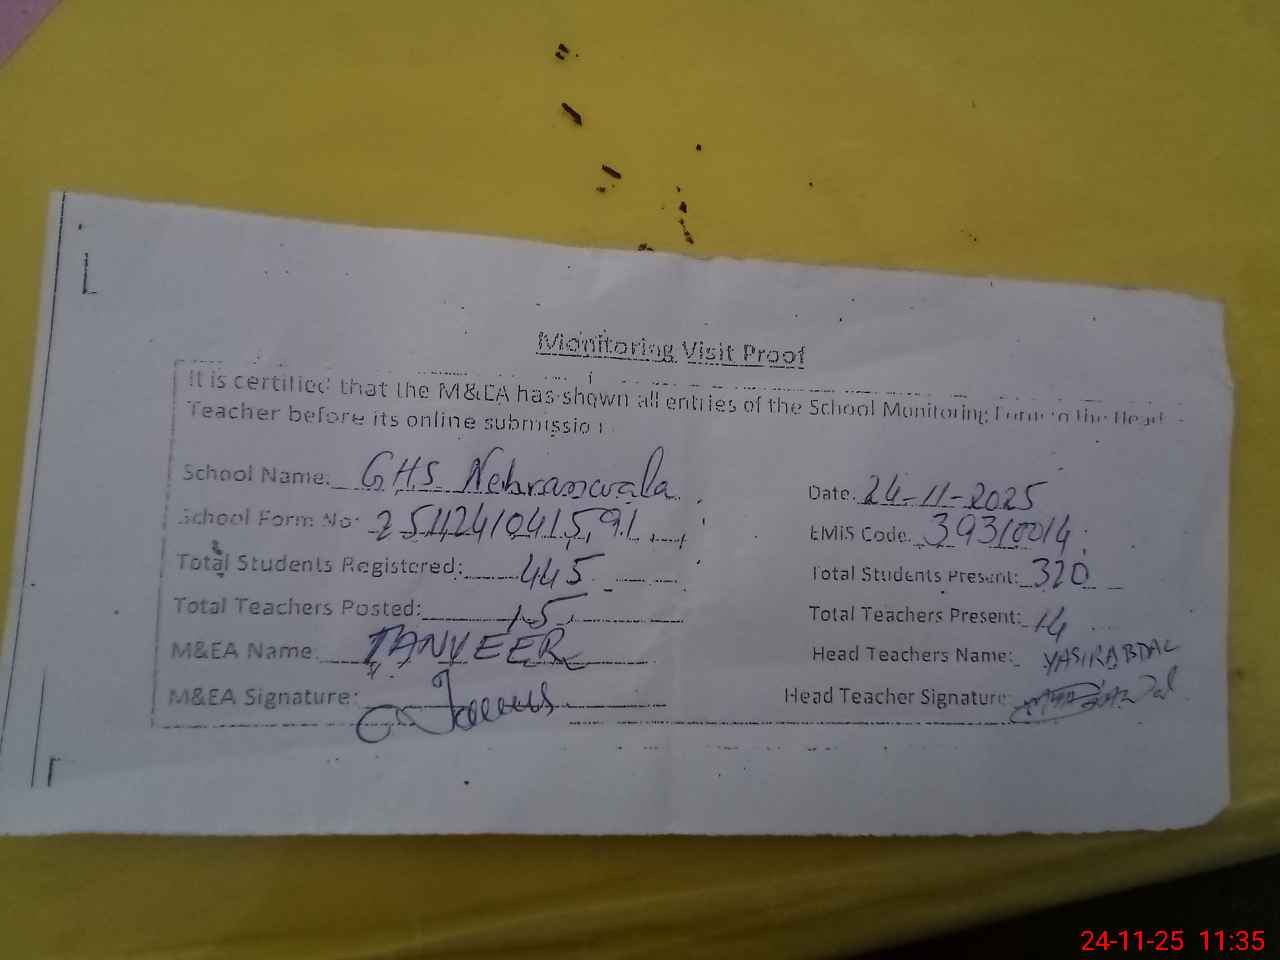 Monitoring Visit Proof
It is certified that the M&EA has shown all entries of the School Monitoring Form to the Head
Teacher before its online submission
School Name: GHS Nehranwala
Date: 24-11-2025
School Form No:
EMIS Code. 39310014
Total Students Registered: 445
Total Students Present: 320
Total Teachers Posted: 15
Total Teachers Present: 14
M&EA Name: TANVEER
Head Teachers Name: YASIR ABDAL
M&EA Signature:
Head Teacher Signature:
24-11-25 11:35